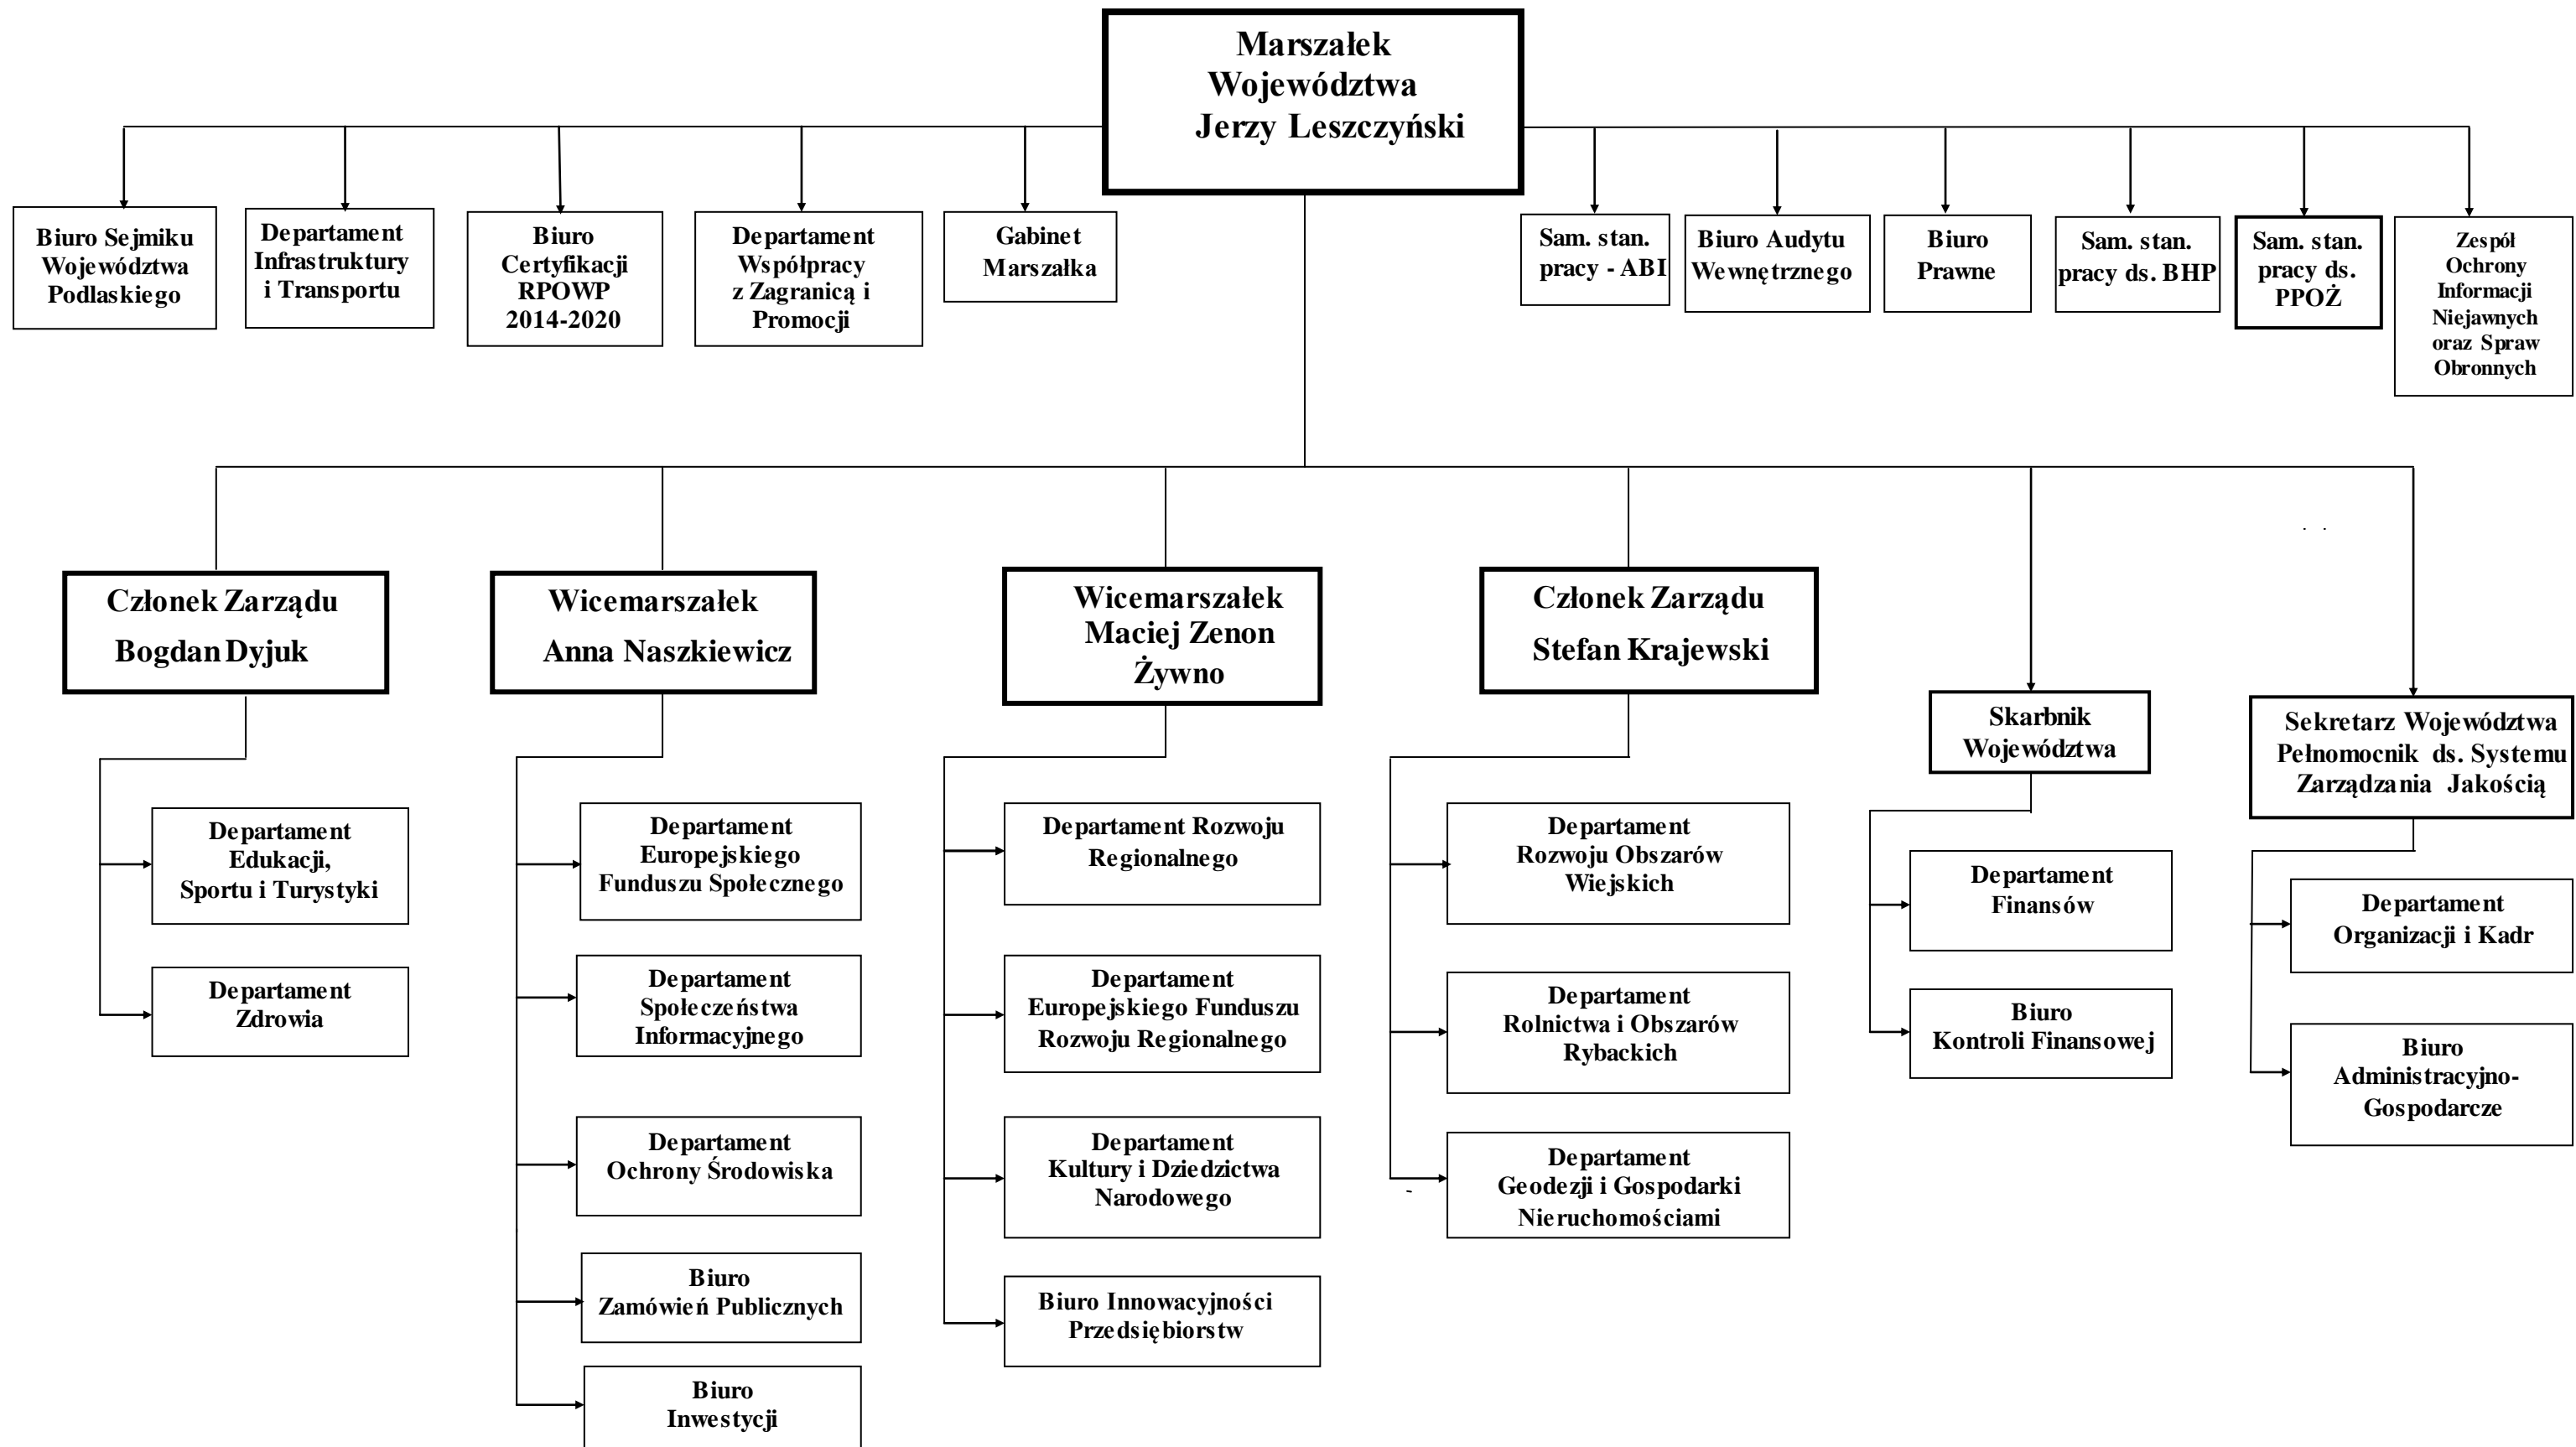 Marszałek
Województwa
Jerzy Leszczyński
Biuro Sejmiku
Województwa
Podlaskiego
Departament
Infrastruktury
i Transportu
Biuro
Certyfikacji
RPOWP
2014-2020
Departament
Współpracy
z Zagranicą i
Promocji
Gabinet
Marszałka
Sam. stan.
pracy - ABI
Biuro Audytu
Wewnętrznego
Biuro
Prawne
Sam. stan.
pracy ds. BHP
Sam. stan.
pracy ds.
PPOŻ
Zespół
Ochrony
Informacji
Niejawnych
oraz Spraw
Obronnych
Członek Zarządu
Bogdan Dyjuk
Wicemarszałek
Anna Naszkiewicz
Wicemarszałek
Maciej Zenon
Żywno
Członek Zarządu
Stefan Krajewski
Skarbnik
Województwa
Sekretarz Województwa
Pełnomocnik ds. Systemu
Zarządzania Jakością
Departament
Edukacji,
Sportu i Turystyki
Departament
Zdrowia
Departament
Europejskiego
Funduszu Społecznego
Departament
Społeczeństwa
Informacyjnego
Departament
Ochrony Środowiska
Biuro
Zamówień Publicznych
Biuro
Inwestycji
Departament Rozwoju
Regionalnego
Departament
Europejskiego Funduszu
Rozwoju Regionalnego
Departament
Kultury i Dziedzictwa
Narodowego
Biuro Innowacyjności
Przedsiębiorstw
Departament
Rozwoju Obszarów
Wiejskich
Departament
Rolnictwa i Obszarów
Rybackich
Departament
Geodezji i Gospodarki
Nieruchomościami
Departament
Finansów
Biuro
Kontroli Finansowej
Departament
Organizacji i Kadr
Biuro
Administracyjno-
Gospodarcze